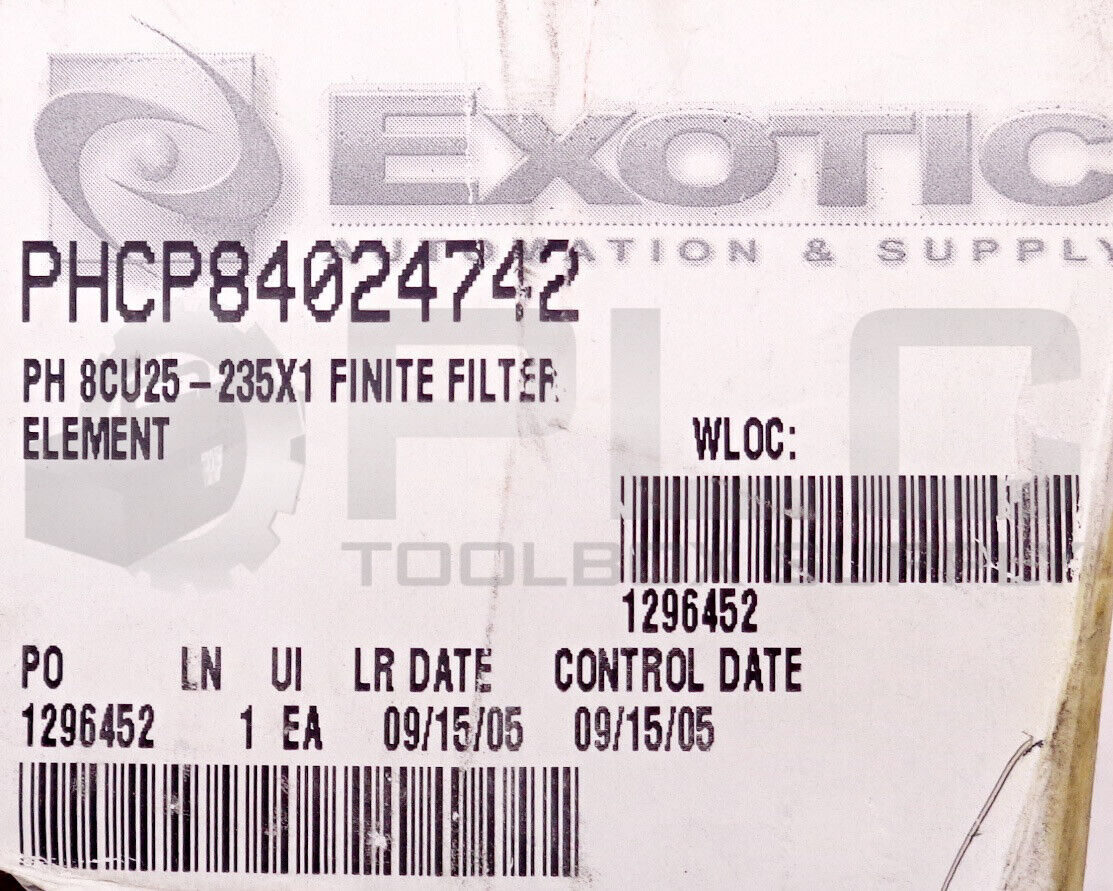 EXOTIC
AUTOMATION & SUPPLY
PHCP84024742
PH 8CU25-235X1 FINITE FILTER
ELEMENT
WLOC:
PLC
1296452
PO LN UI LR DATE CONTROL DATE
1296452 1 EA 09/15/05 09/15/05